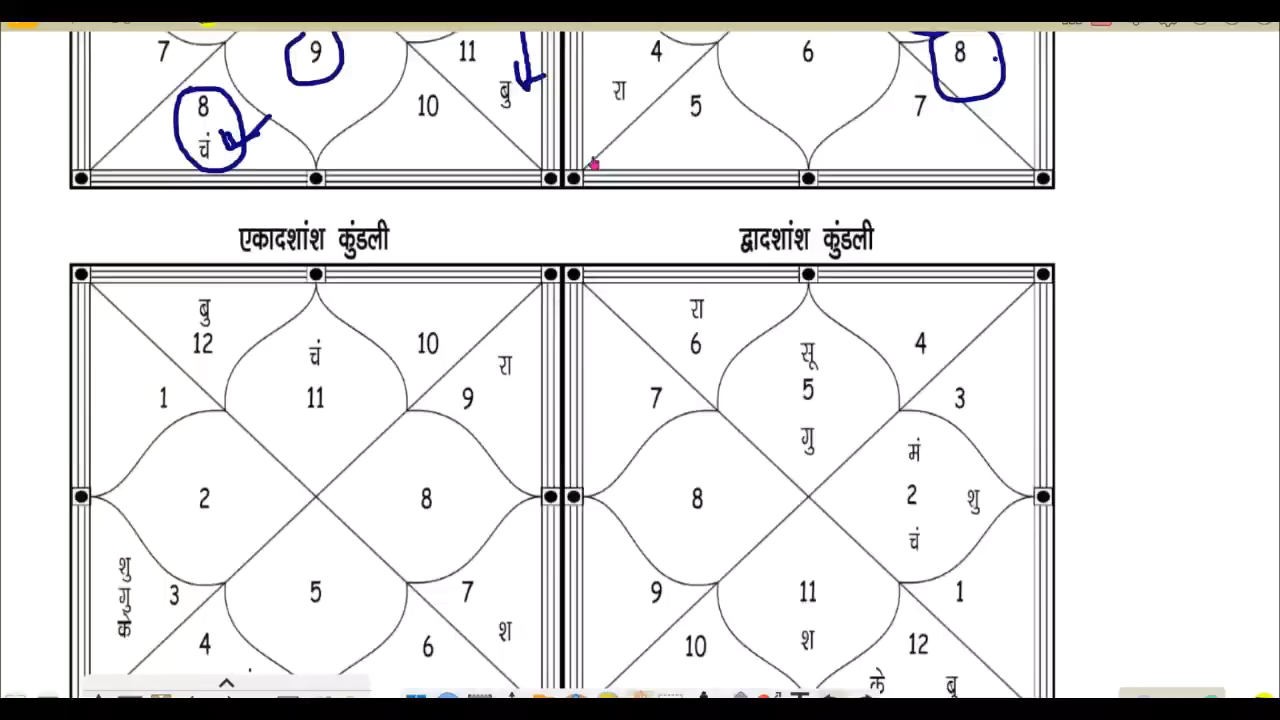 7 9 11 4 6 8
बु रा
8 10 5 7
चं
एकादशांश कुंडली द्वादशांश कुंडली
बु रा
12 चं 10 6 सू 4
रा
1 11 9 7 5 3
गु मं
2 8 8 2 शु
चं
शु
गु 3 5 7 9 11 1
के श श
4 6 10 12
के बु